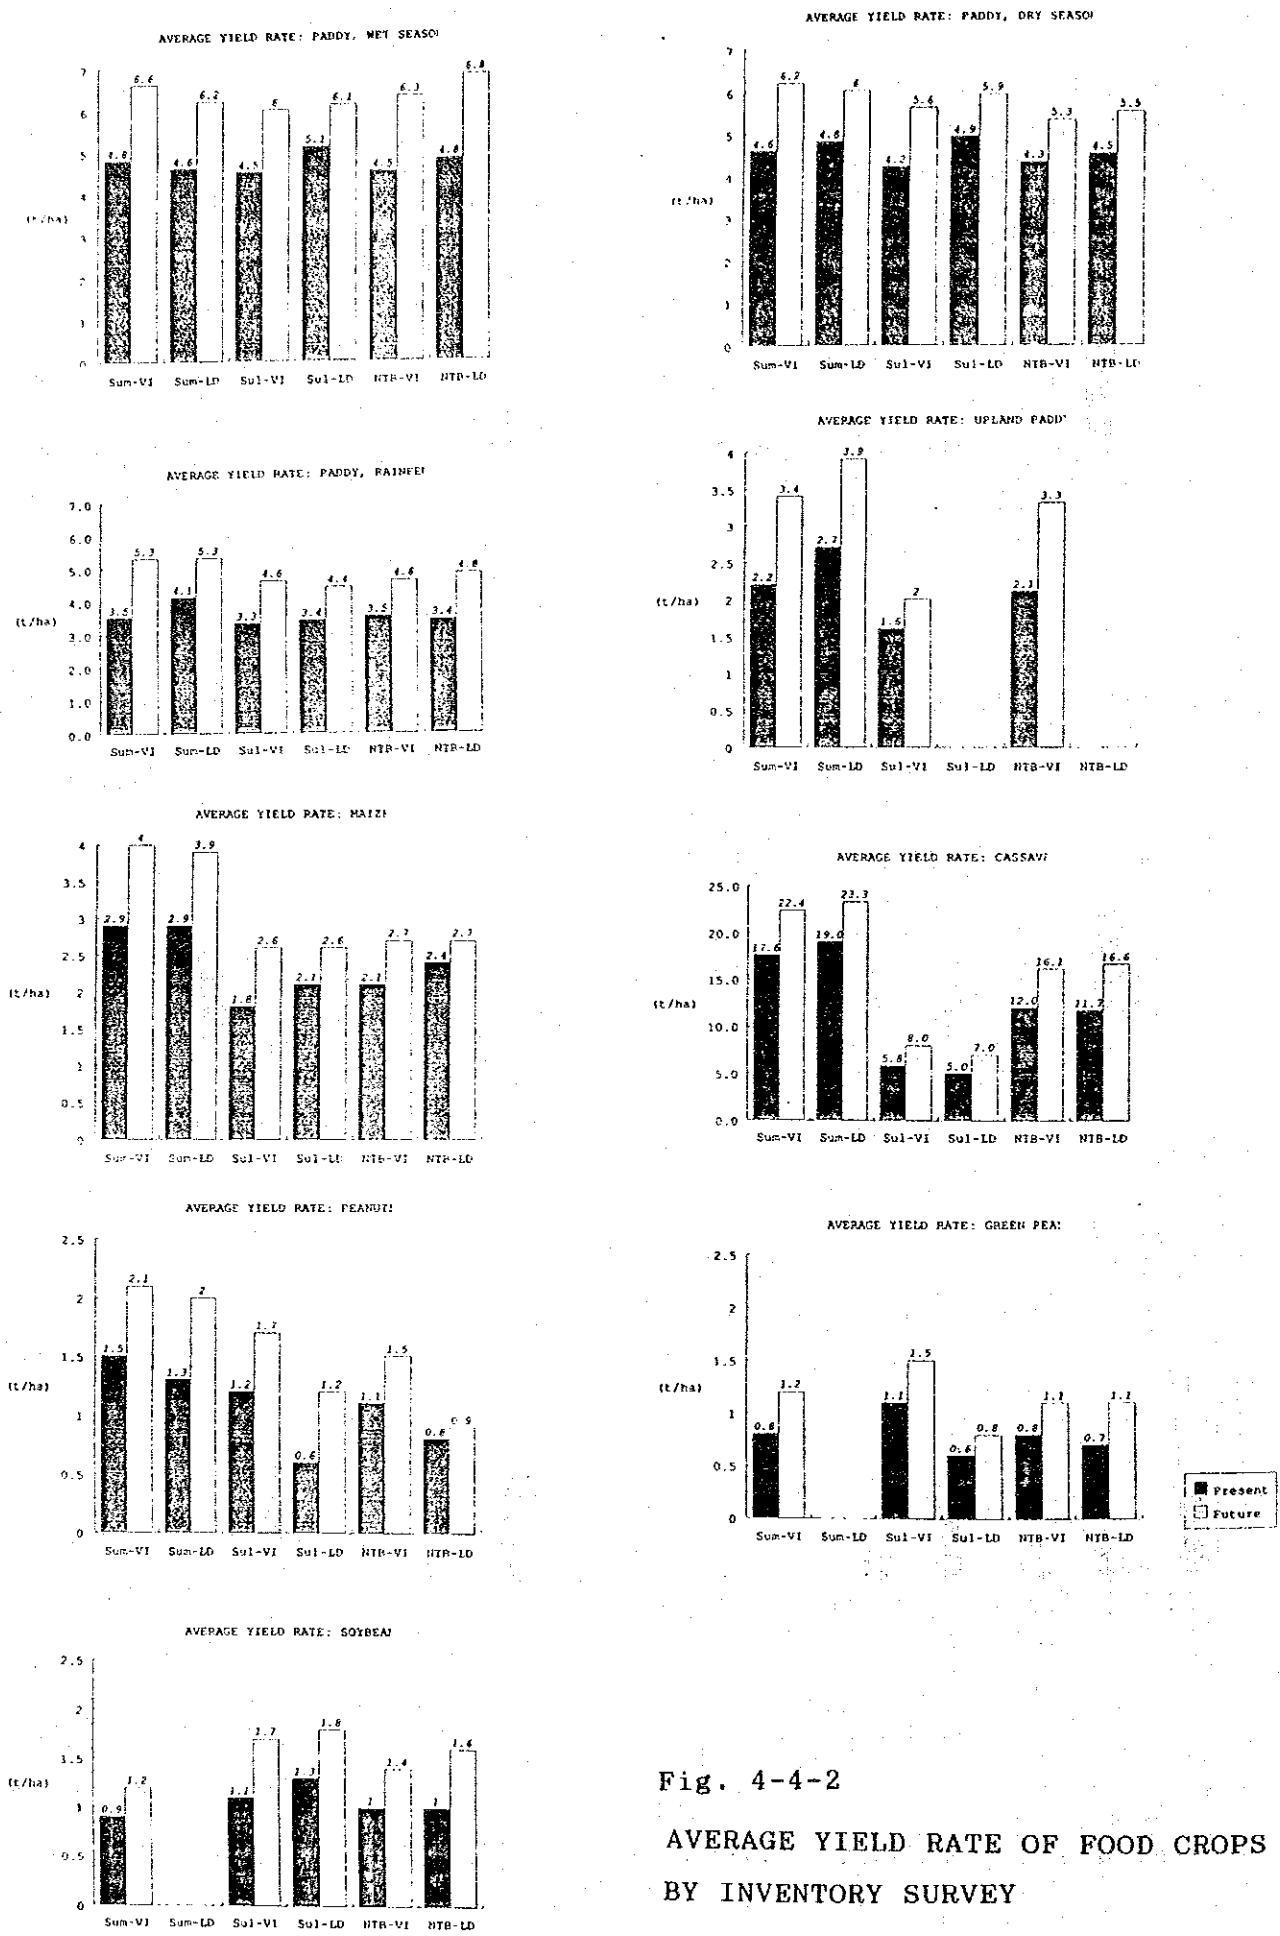 AVERAGE YIELD RATE: PADDY, WET SEASO
7
6
5
4
3
2
1
0
(t/ha)
4.8 6.6 4.6 6.2 4.5 6 5.1 6.1 4.5 6.3 4.8 6.8
Sum-VI Sum-LD Sul-VI Sul-LD NTB-VI NTB-LD
AVERAGE YIELD RATE: PADDY, DRY SEASO
7
6
5
4
3
2
1
0
(t/ha)
4.6 6.2 4.8 6 4.2 5.6 4.9 5.9 4.3 5.3 4.5 5.5
Sum-VI Sum-LD Sul-VI Sul-LD NTB-VI NTB-LD
AVERAGE YIELD RATE: PADDY, RAINFE
7.0
6.0
5.0
4.0
3.0
2.0
1.0
0.0
(t/ha)
3.5 5.3 4.1 5.3 3.3 4.6 3.4 4.4 3.5 4.6 3.4 4.8
Sum-VI Sum-LD Sul-VI Sul-LD NTB-VI NTB-LD
AVERAGE YIELD RATE: UPLAND PADD
4
3.5
3
2.5
2
1.5
1
0.5
0
(t/ha)
2.2 3.4 2.7 3.9 1.6 2 2.1 3.3
Sum-VI Sum-LD Sul-VI Sul-LD NTB-VI NTB-LD
AVERAGE YIELD RATE: MAIZ
4
3.5
3
2.5
2
1.5
1
0.5
0
(t/ha)
2.9 4 2.9 3.9 1.8 2.6 2.1 2.6 2.1 2.7 2.4 2.7
Sum-VI Sum-LD Sul-VI Sul-LD NTB-VI NTB-LD
AVERAGE YIELD RATE: CASSAV
25.0
20.0
15.0
10.0
5.0
0.0
(t/ha)
17.6 22.4 19.0 23.3 5.8 8.0 5.0 7.0 12.0 16.1 11.7 16.6
Sum-VI Sum-LD Sul-VI Sul-LD NTB-VI NTB-LD
AVERAGE YIELD RATE: PEANUT
2.5
2
1.5
1
0.5
0
(t/ha)
1.5 2.1 1.3 2 1.2 1.7 0.6 1.2 1.1 1.5 0.8 0.9
Sum-VI Sum-LD Sul-VI Sul-LD NTB-VI NTB-LD
AVERAGE YIELD RATE: GREEN PEA
2.5
2
1.5
1
0.5
0
(t/ha)
0.8 1.2 1.1 1.5 0.6 0.8 0.8 1.1 0.7 1.1
Sum-VI Sum-LD Sul-VI Sul-LD NTB-VI NTB-LD
Present
Future
AVERAGE YIELD RATE: SOYBEA
2.5
2
1.5
1
0.5
0
(t/ha)
0.9 1.2 1.1 1.7 1.3 1.8 1 1.4 1 1.6
Sum-VI Sum-LD Sul-VI Sul-LD NTB-VI NTB-LD
Fig. 4-4-2
AVERAGE YIELD RATE OF FOOD CROPS
BY INVENTORY SURVEY